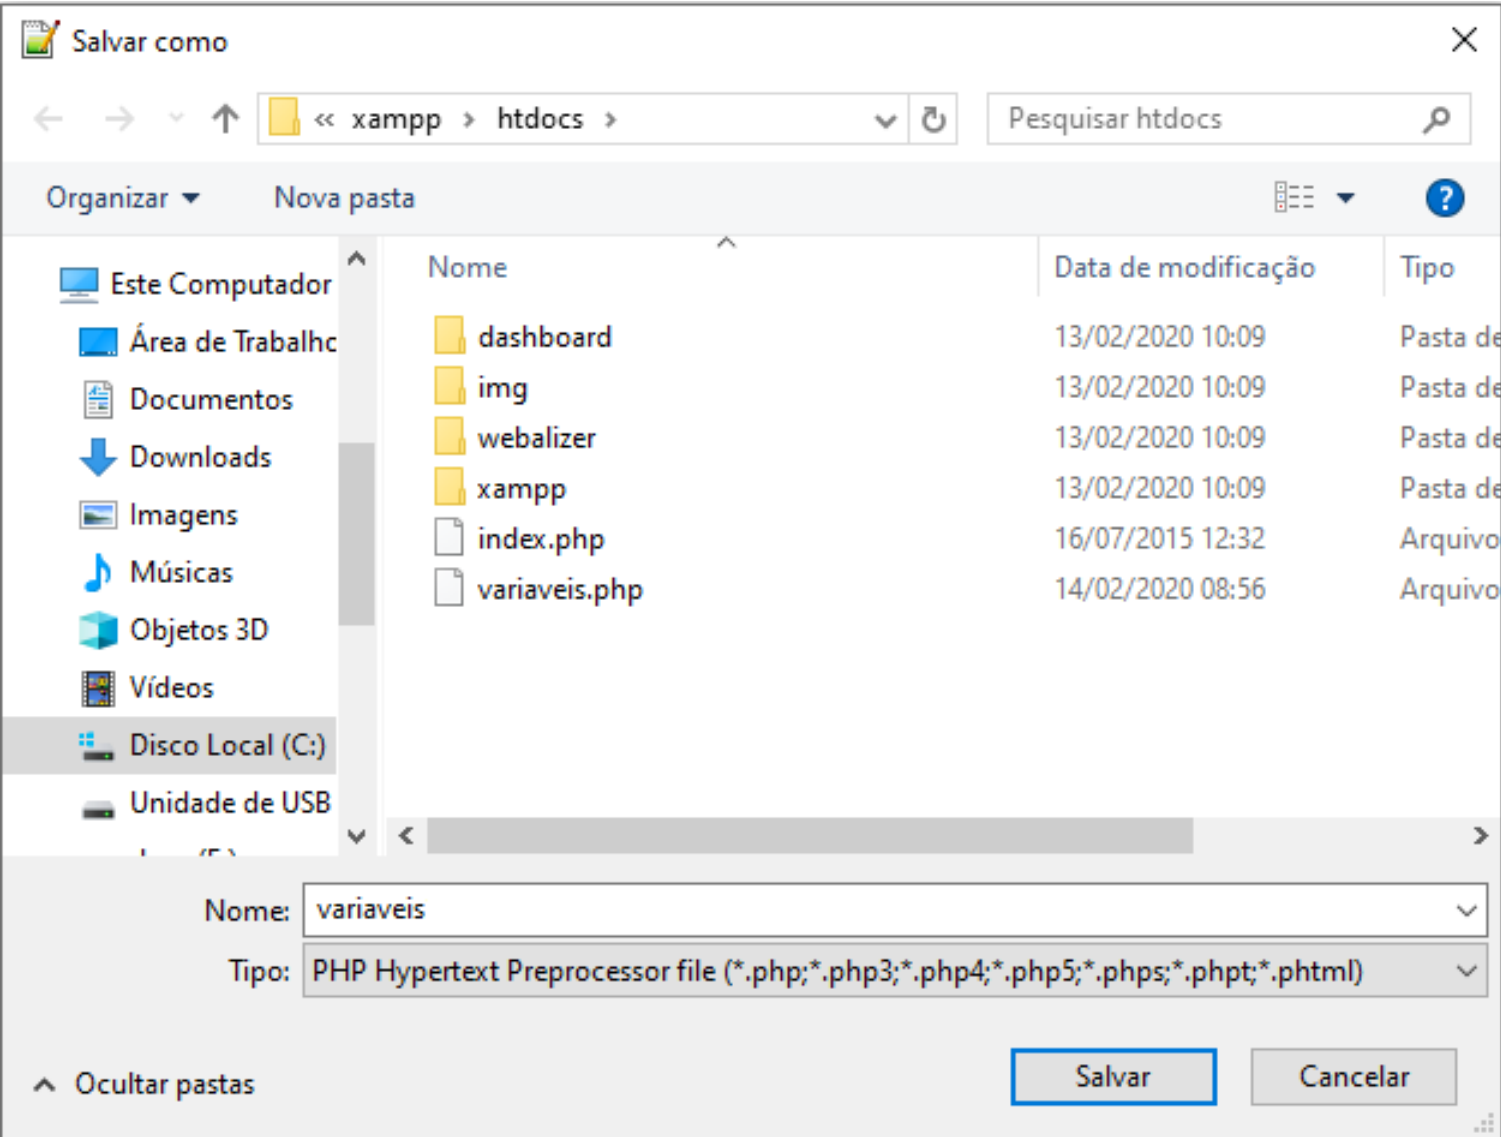 Salvar como
« xampp › htdocs ›
Pesquisar htdocs
Organizar
Nova pasta
?
Nome
Data de modificação
Tipo
Este Computador
Área de Trabalho
Documentos
Downloads
Imagens
Músicas
Objetos 3D
Vídeos
Disco Local (C:)
Unidade de USB
dashboard 13/02/2020 10:09 Pasta de
img 13/02/2020 10:09 Pasta de
webalizer 13/02/2020 10:09 Pasta de
xampp 13/02/2020 10:09 Pasta de
index.php 16/07/2015 12:32 Arquivo
variaveis.php 14/02/2020 08:56 Arquivo
Nome: variaveis
Tipo: PHP Hypertext Preprocessor file (*.php;*.php3;*.php4;*.php5;*.phps;*.phpt;*.phtml)
Ocultar pastas
Salvar
Cancelar